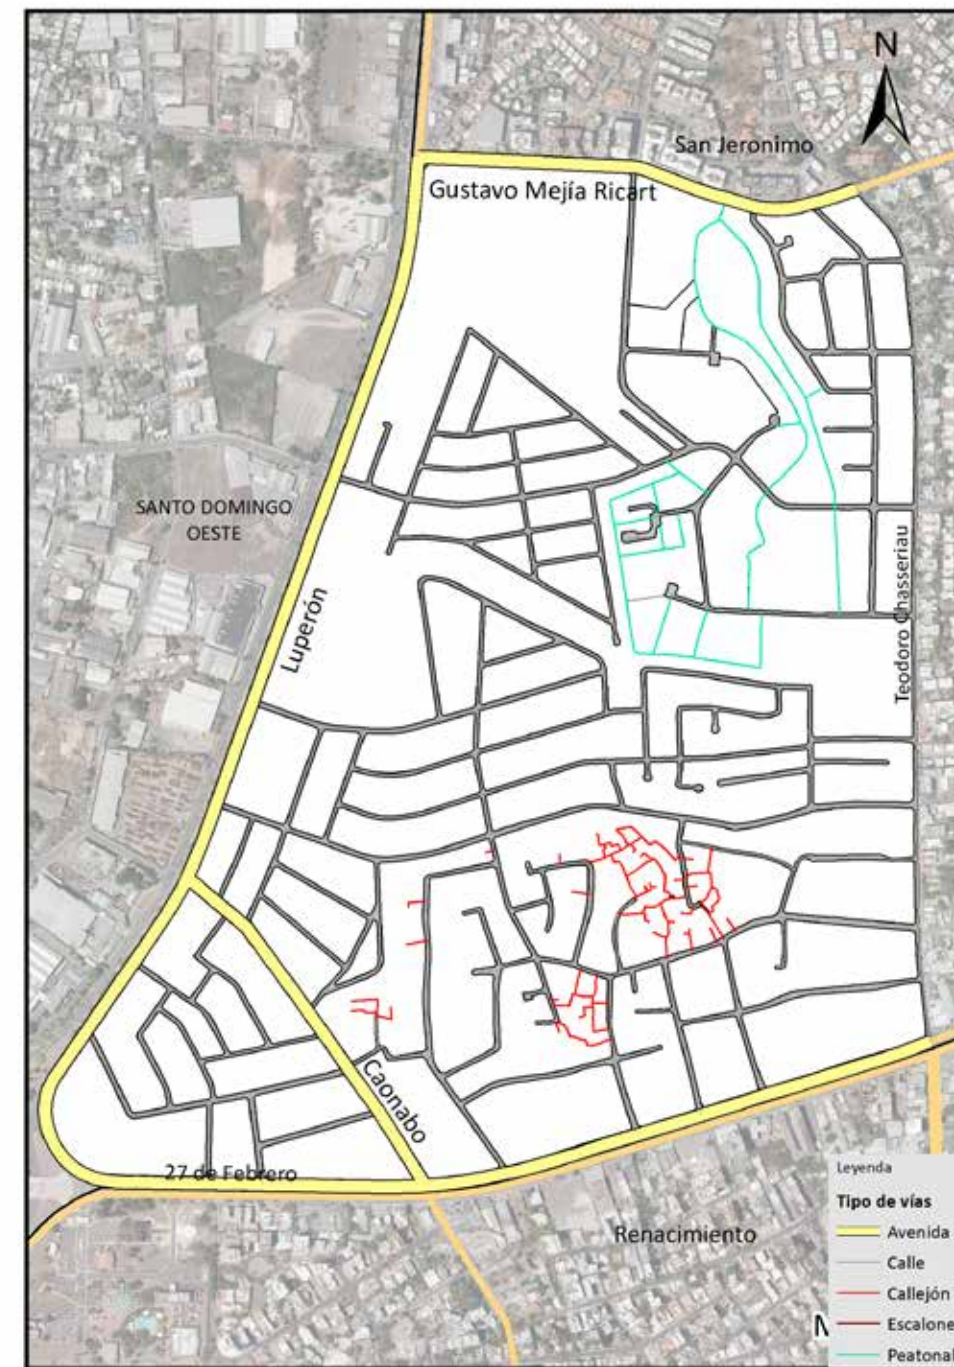 N
San Jeronimo
Gustavo Mejía Ricart
SANTO DOMINGO
OESTE
Luperón
Teodoro Chasseriau
Caonabo
27 de Febrero
Renacimiento
Leyenda
Tipo de vías
Avenida
Calle
Callejón
Escalone
Peatonal